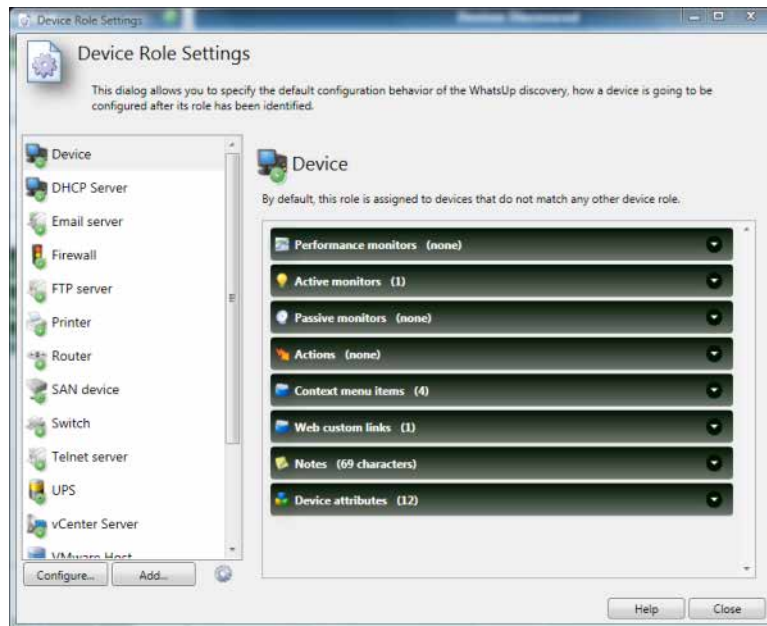 Device Role Settings
Device Role Settings
This dialog allows you to specify the default configuration behavior of the WhatsUp discovery, how a device is going to be
configured after its role has been identified.
Device
DHCP Server
Email server
Firewall
FTP server
Printer
Router
SAN device
Switch
Telnet server
UPS
vCenter Server
VMware Host
Configure...
Add...
Device
By default, this role is assigned to devices that do not match any other device role.
Performance monitors (none)
Active monitors (1)
Passive monitors (none)
Actions (none)
Context menu items (4)
Web custom links (1)
Notes (69 characters)
Device attributes (12)
Help
Close